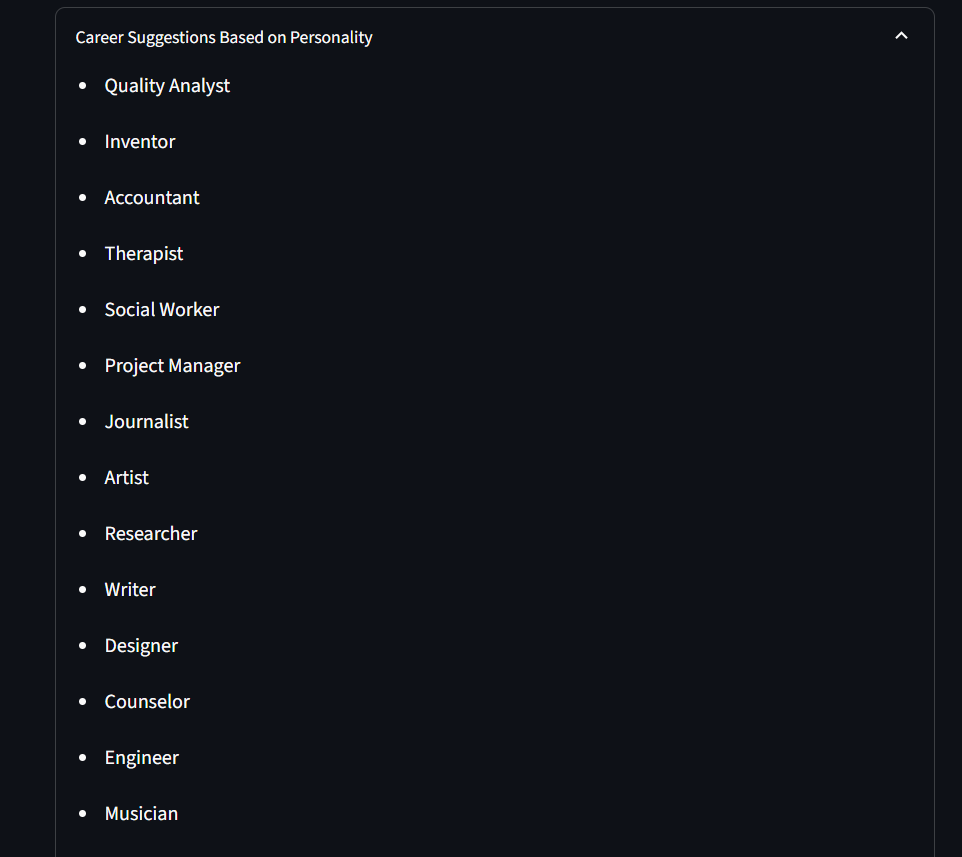 Career Suggestions Based on Personality
Quality Analyst
Inventor
Accountant
Therapist
Social Worker
Project Manager
Journalist
Artist
Researcher
Writer
Designer
Counselor
Engineer
Musician